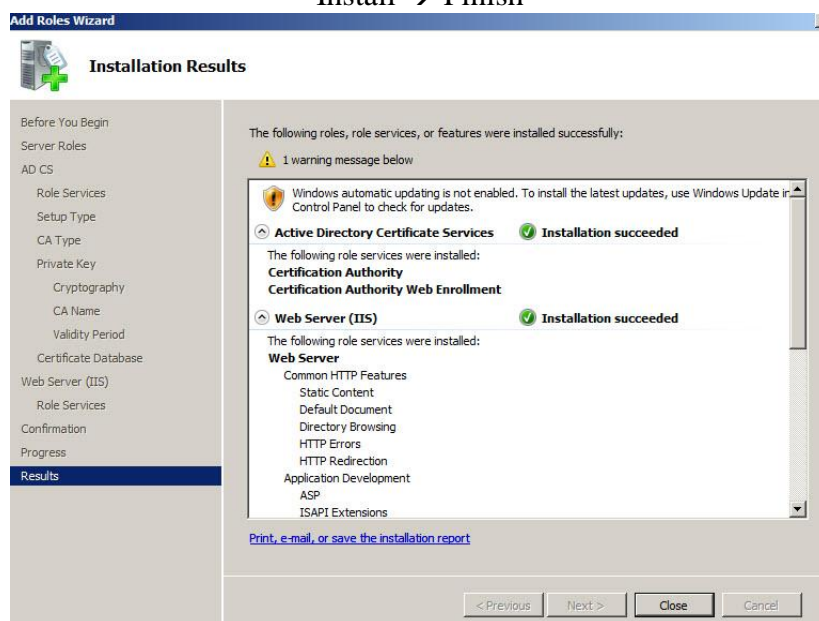 Install → Finish
Add Roles Wizard
Installation Results
Before You Begin
Server Roles
AD CS
Role Services
Setup Type
CA Type
Private Key
Cryptography
CA Name
Validity Period
Certificate Database
Web Server (IIS)
Role Services
Confirmation
Progress
Results
The following roles, role services, or features were installed successfully:
1 warning message below
Windows automatic updating is not enabled. To install the latest updates, use Windows Update in
Control Panel to check for updates.
Active Directory Certificate Services Installation succeeded
The following role services were installed:
Certification Authority
Certification Authority Web Enrollment
Web Server (IIS) Installation succeeded
The following role services were installed:
Web Server
Common HTTP Features
Static Content
Default Document
Directory Browsing
HTTP Errors
HTTP Redirection
Application Development
ASP
ISAPI Extensions
Print, e-mail, or save the installation report
< Previous Next > Close Cancel